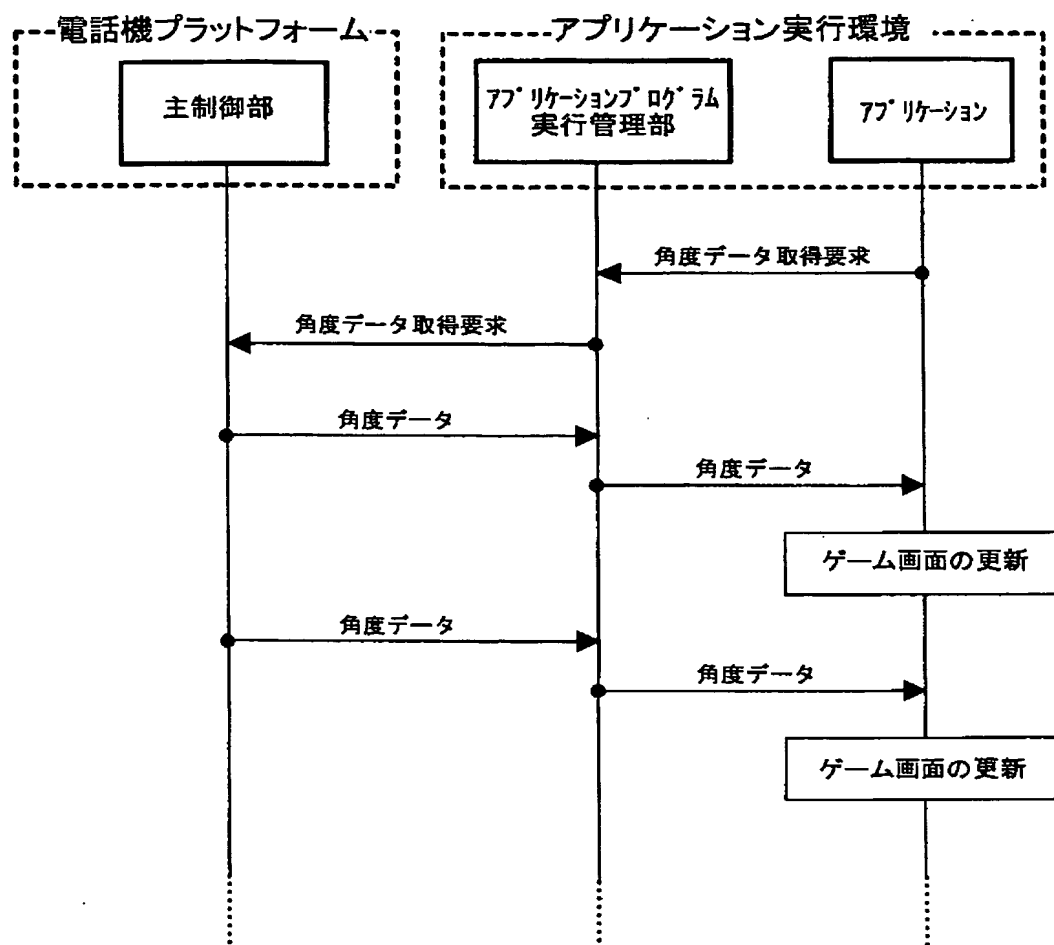 電話機プラットフォーム
アプリケーション実行環境
主制御部
アプリケーションプログラム
実行管理部
アプリケーション
角度データ取得要求
角度データ取得要求
角度データ
角度データ
ゲーム画面の更新
角度データ
角度データ
ゲーム画面の更新